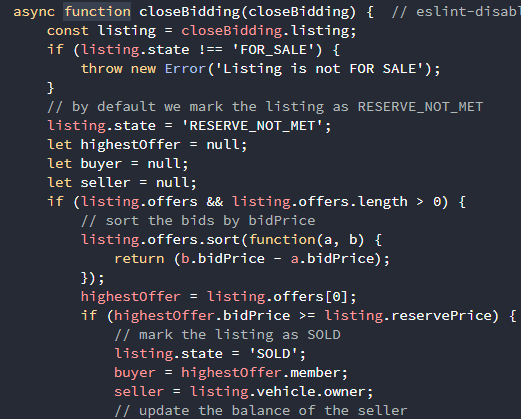 async function closeBidding(closeBidding) {  // eslint-disabl
    const listing = closeBidding.listing;
    if (listing.state !== 'FOR_SALE') {
        throw new Error('Listing is not FOR SALE');
    }
    // by default we mark the listing as RESERVE_NOT_MET
    listing.state = 'RESERVE_NOT_MET';
    let highestOffer = null;
    let buyer = null;
    let seller = null;
    if (listing.offers && listing.offers.length > 0) {
        // sort the bids by bidPrice
        listing.offers.sort(function(a, b) {
            return (b.bidPrice - a.bidPrice);
        });
        highestOffer = listing.offers[0];
        if (highestOffer.bidPrice >= listing.reservePrice) {
            // mark the listing as SOLD
            listing.state = 'SOLD';
            buyer = highestOffer.member;
            seller = listing.vehicle.owner;
            // update the balance of the seller